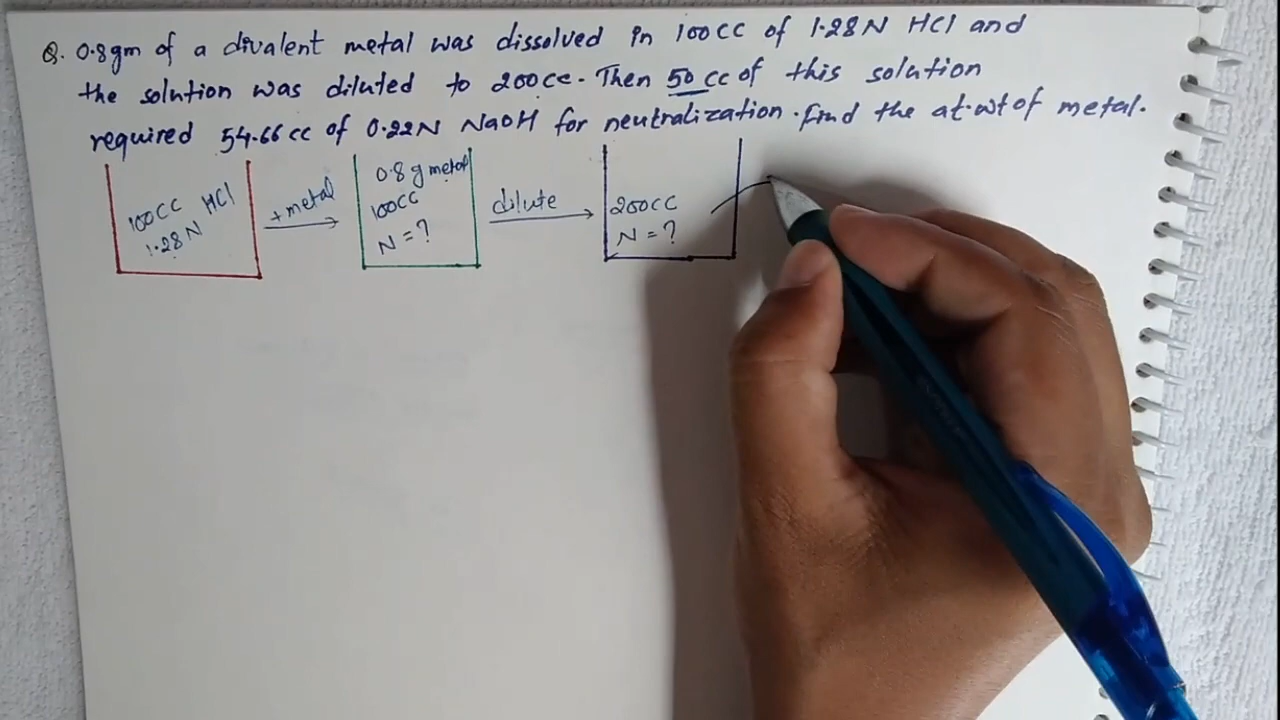 Q. 0.8gm of a divalent metal was dissolved in 100CC of 1.28N HCl and
the solution was diluted to 200cc. Then 50 cc of this solution
required 54.66 cc of 0.22N NaOH for neutralization. find the at.wt of metal.
100CC HCl
1.28N
+metal
0.8g metal
100CC
N = ?
dilute
200CC
N = ?